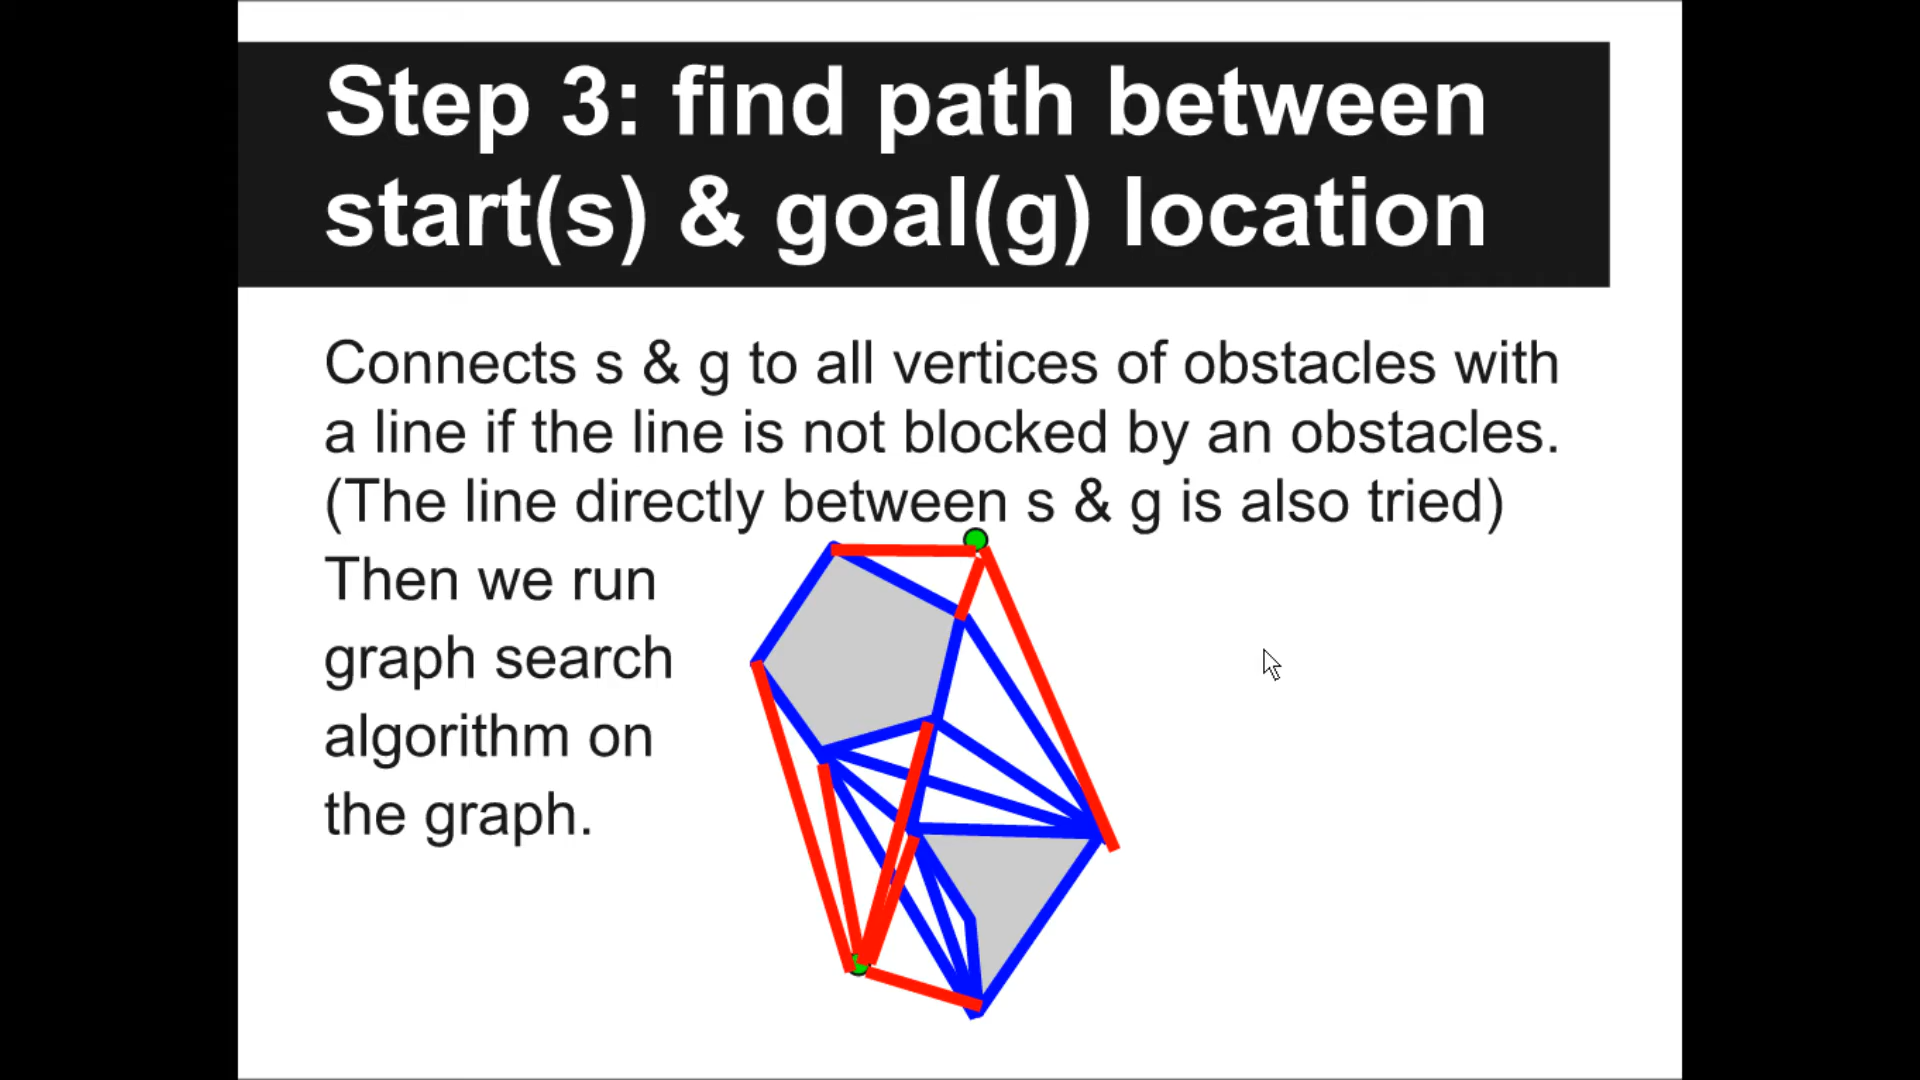 Step 3: find path between
start(s) & goal(g) location
Connects s & g to all vertices of obstacles with
a line if the line is not blocked by an obstacles.
(The line directly between s & g is also tried)
Then we run
graph search
algorithm on
the graph.